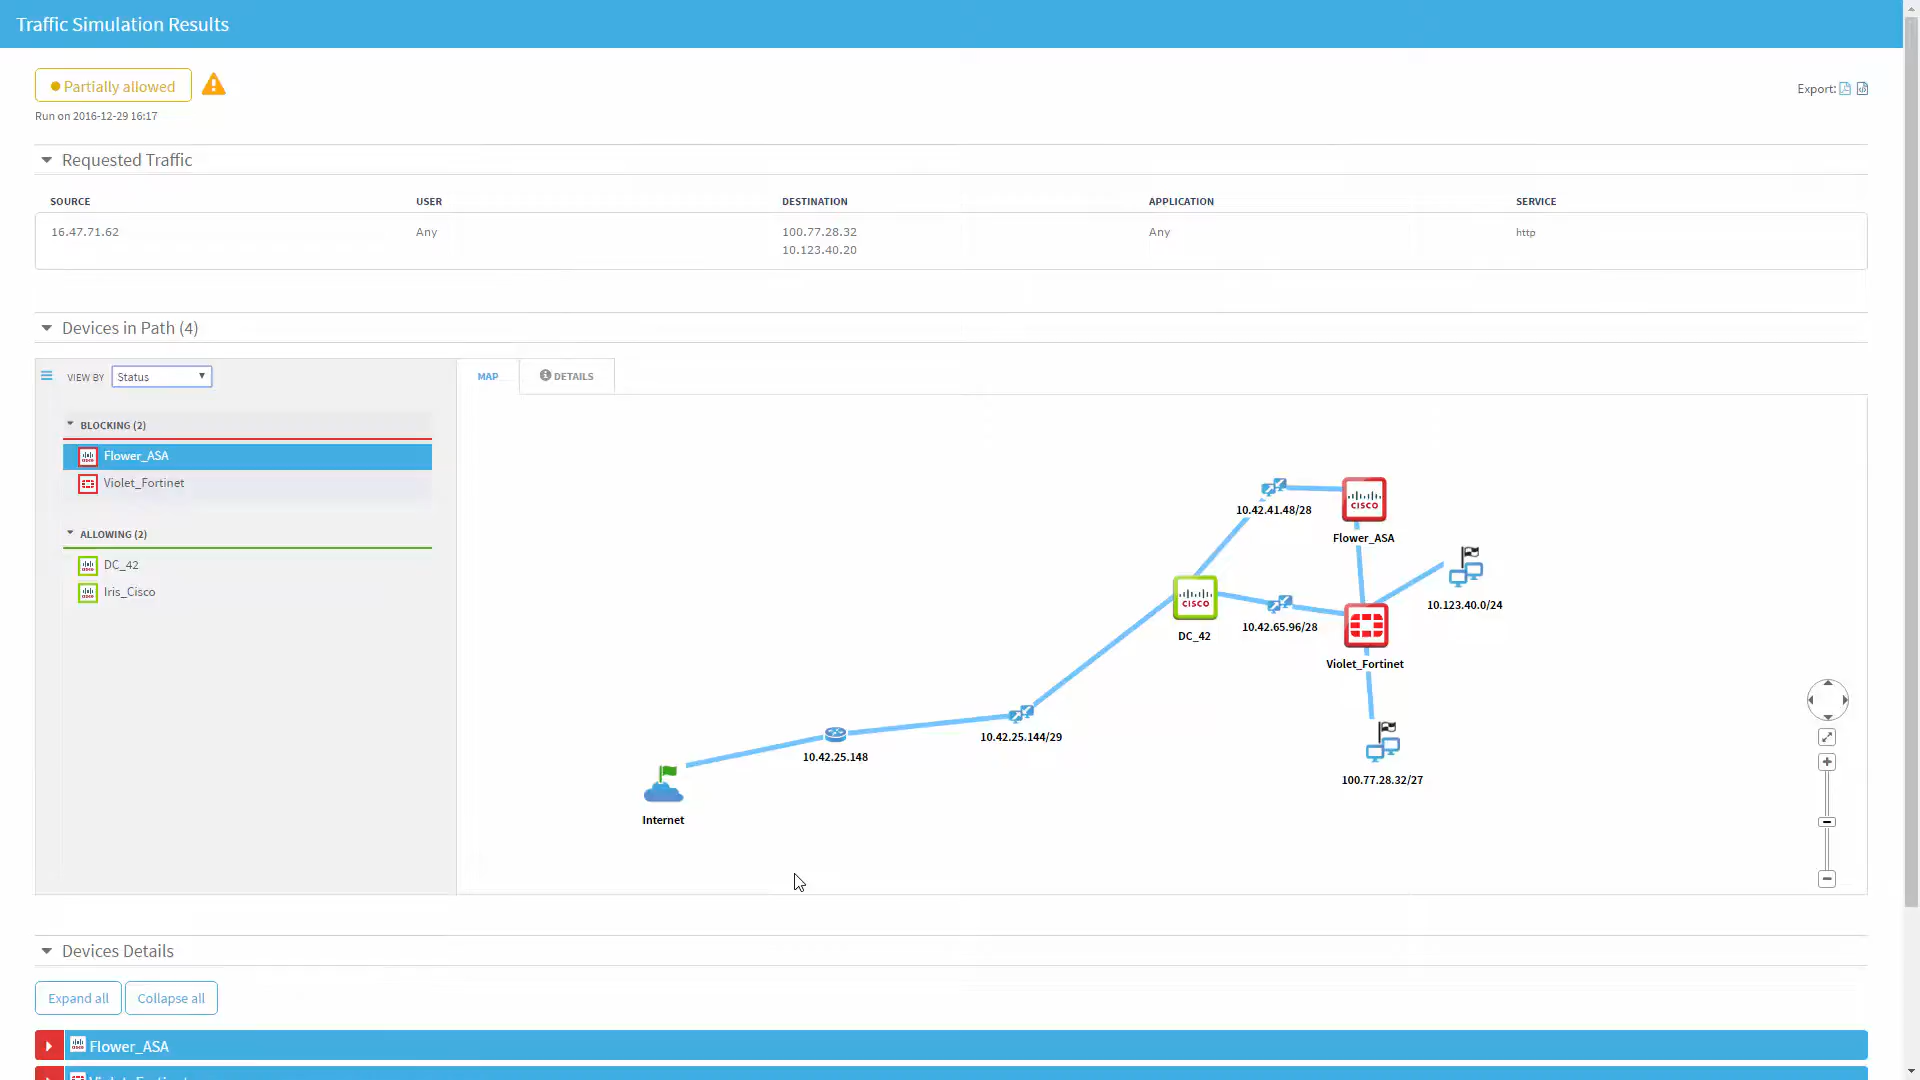 Traffic Simulation Results
Partially allowed
Export:
Run on 2016-12-29 16:17
Requested Traffic
SOURCE USER DESTINATION APPLICATION SERVICE
16.47.71.62 Any 100.77.28.32 Any http
10.123.40.20
Devices in Path (4)
VIEW BY Status
MAP DETAILS
BLOCKING (2)
Flower_ASA
Violet_Fortinet
ALLOWING (2)
DC_42
Iris_Cisco
10.42.41.48/28
CISCO
Flower_ASA
CISCO
DC_42
10.42.65.96/28
10.123.40.0/24
Violet_Fortinet
10.42.25.144/29
10.42.25.148
100.77.28.32/27
Internet
Devices Details
Expand all Collapse all
Flower_ASA